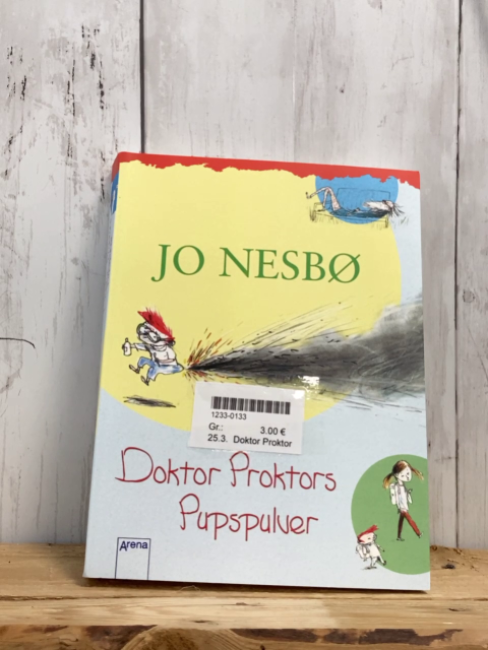 JO NESBØ
1233-0133
Gr.: 3.00 €
25.3. Doktor Proktor
Doktor Proktors
Pupspulver
Arena